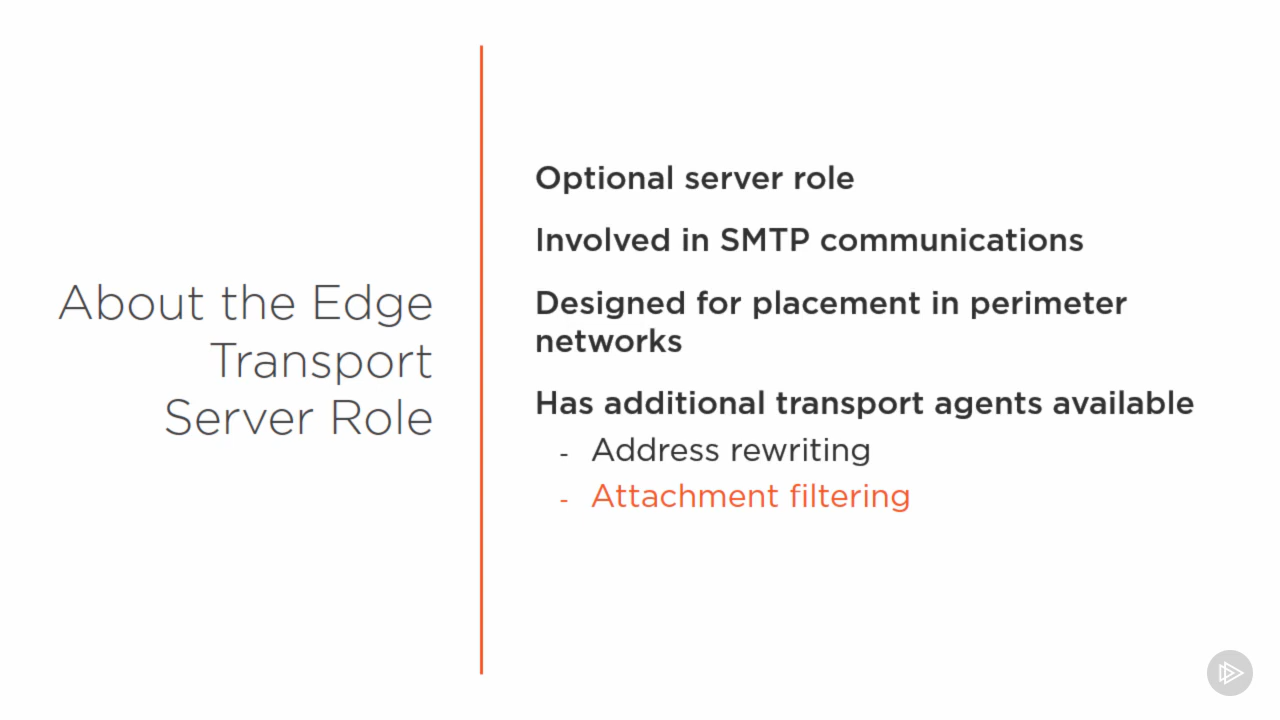 About the Edge
Transport
Server Role
Optional server role
Involved in SMTP communications
Designed for placement in perimeter
networks
Has additional transport agents available
- Address rewriting
- Attachment filtering